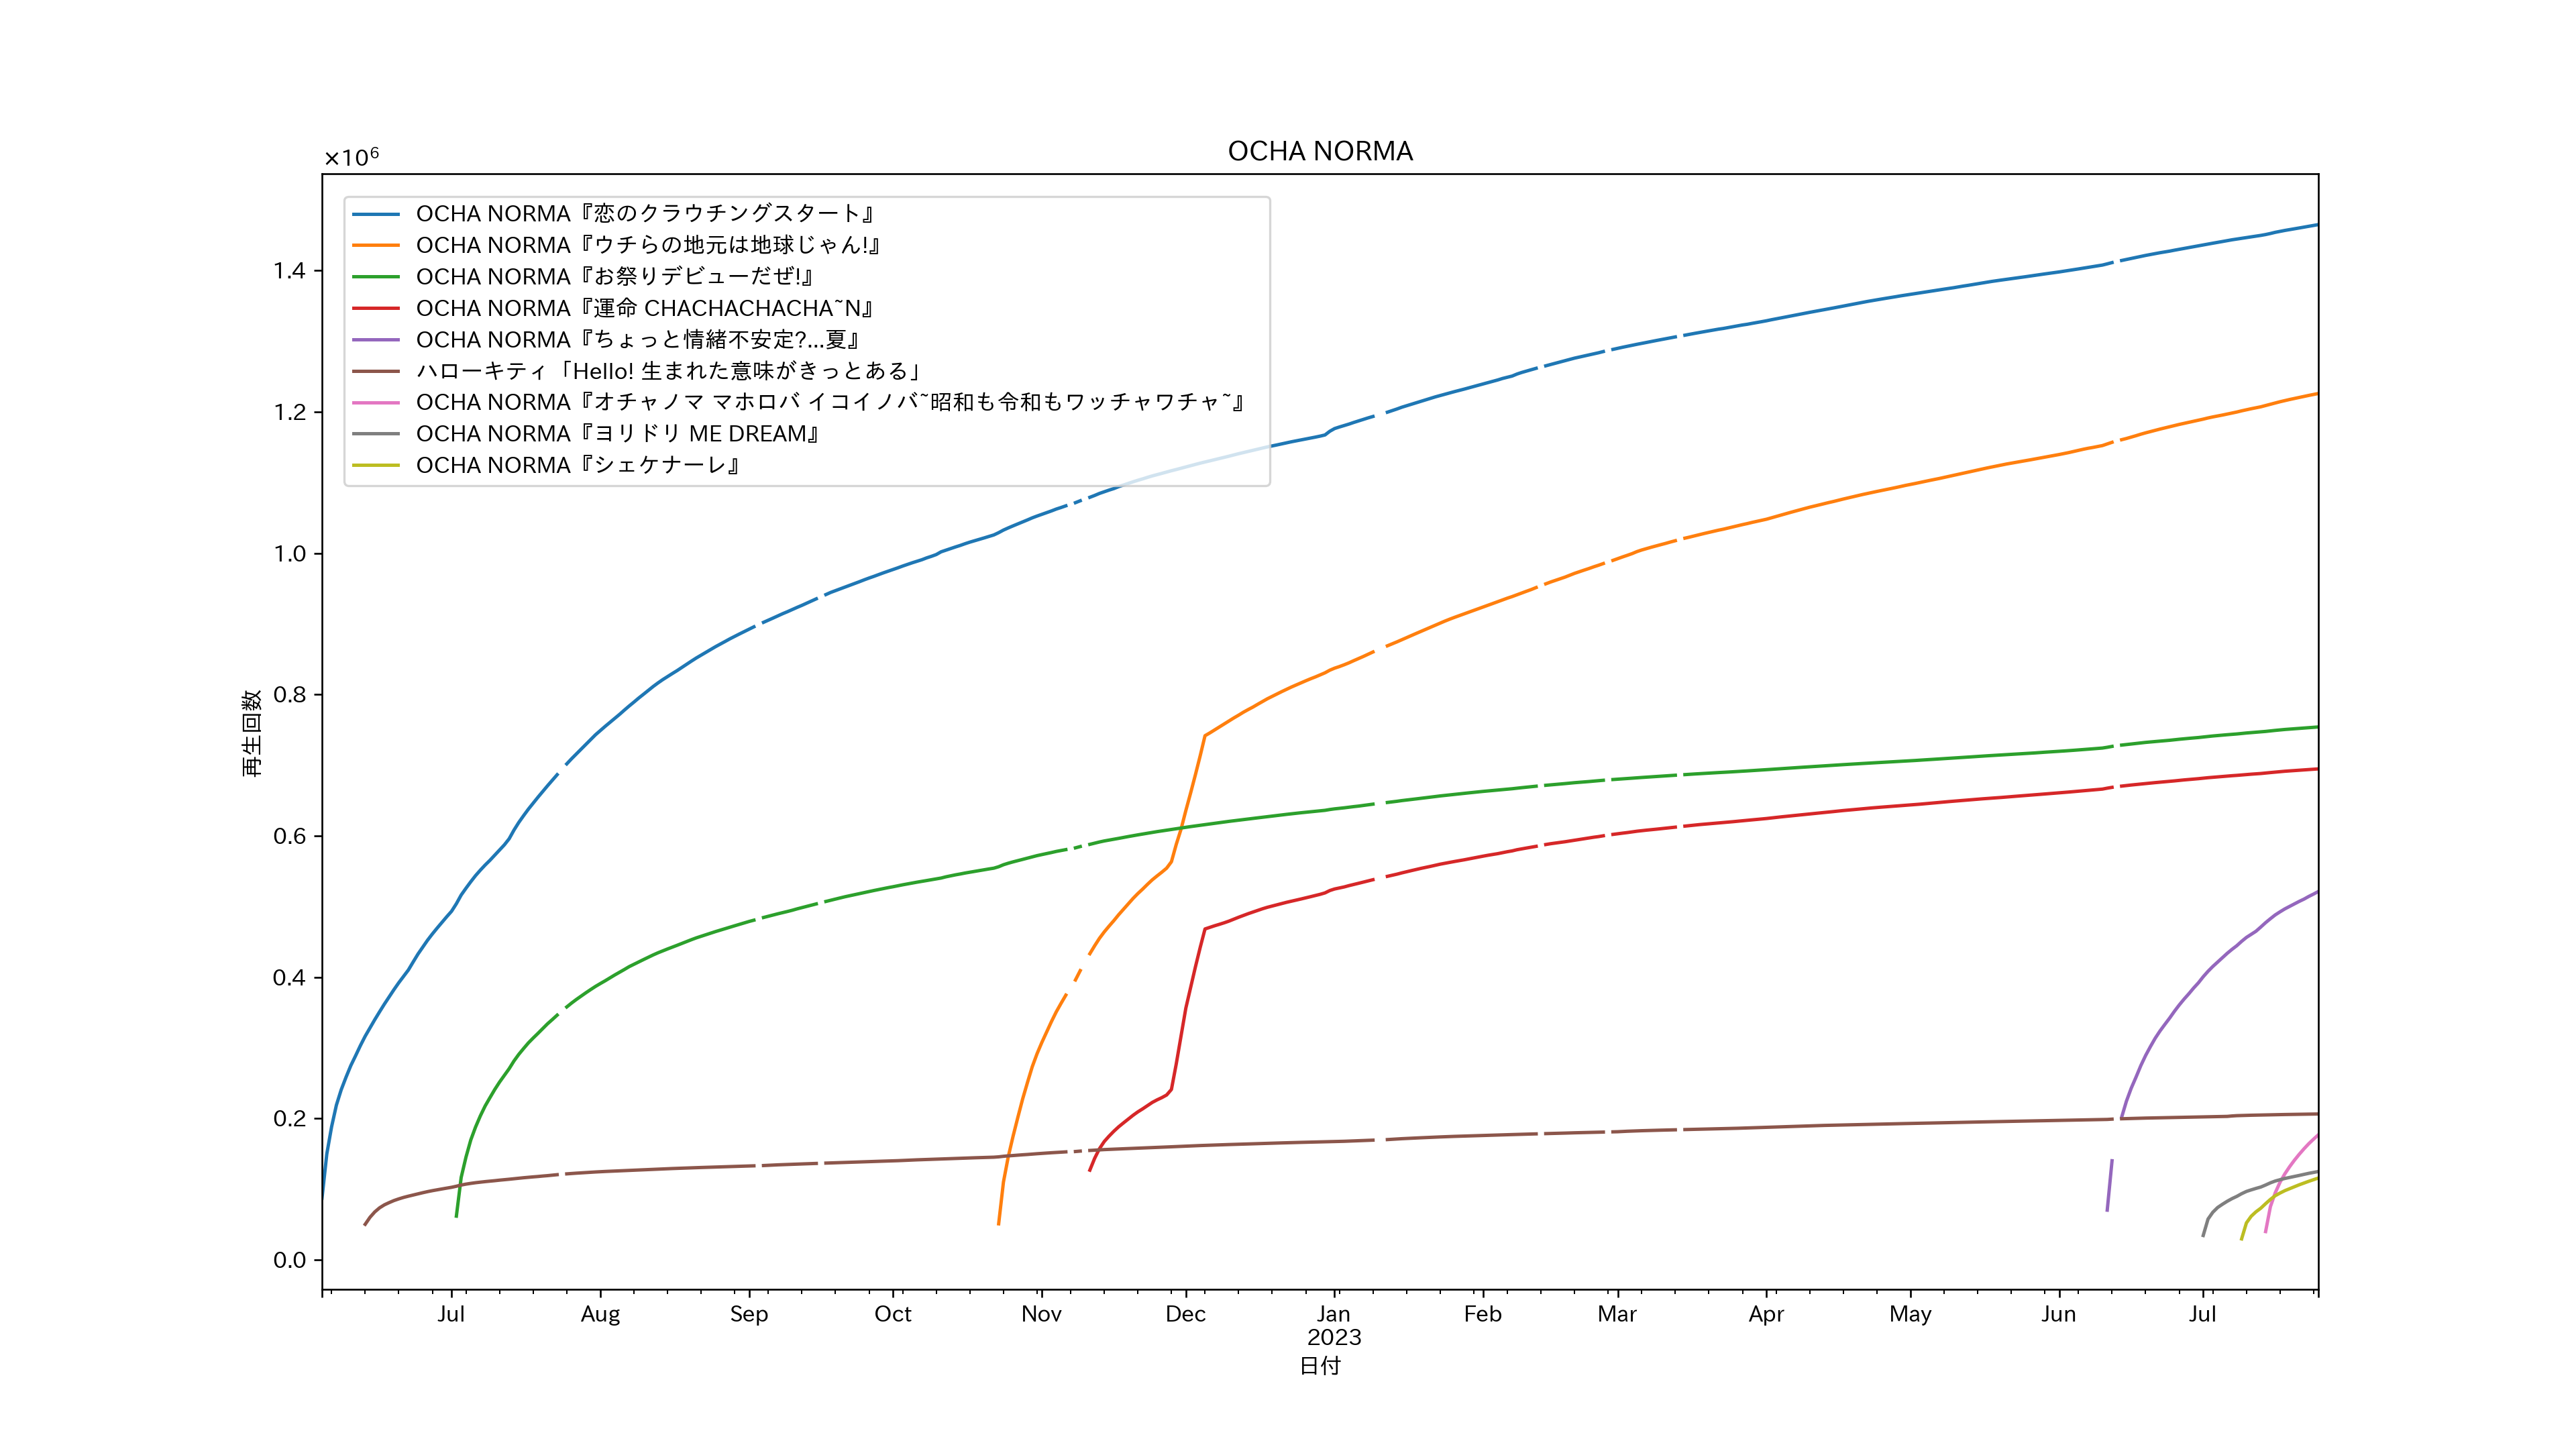 OCHA NORMA
×10⁶
OCHA NORMA『恋のクラウチングスタート』
OCHA NORMA『ウチらの地元は地球じゃん!』
OCHA NORMA『お祭りデビューだぜ!』
OCHA NORMA『運命 CHACHACHACHA~N』
OCHA NORMA『ちょっと情緒不安定?...夏』
ハローキティ「Hello! 生まれた意味がきっとある」
OCHA NORMA『オチャノマ マホロバ イコイノバ~昭和も令和もワッチャワチャ~』
OCHA NORMA『ヨリドリ ME DREAM』
OCHA NORMA『シェケナーレ』
1.4
1.2
1.0
0.8
0.6
0.4
0.2
0.0
再生回数
Jul Aug Sep Oct Nov Dec Jan Feb Mar Apr May Jun Jul
2023
日付